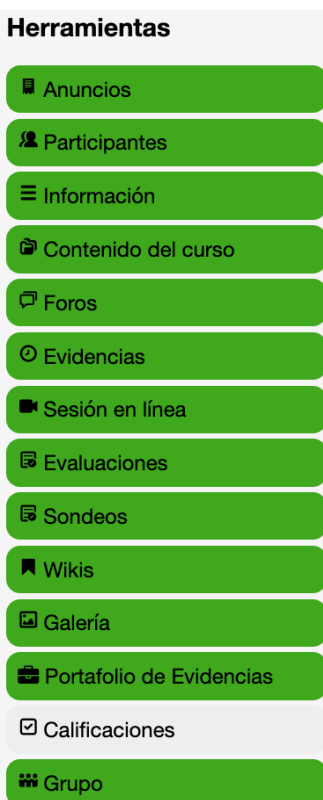 Herramientas
Anuncios
Participantes
Información
Contenido del curso
Foros
Evidencias
Sesión en línea
Evaluaciones
Sondeos
Wikis
Galería
Portafolio de Evidencias
Calificaciones
Grupo